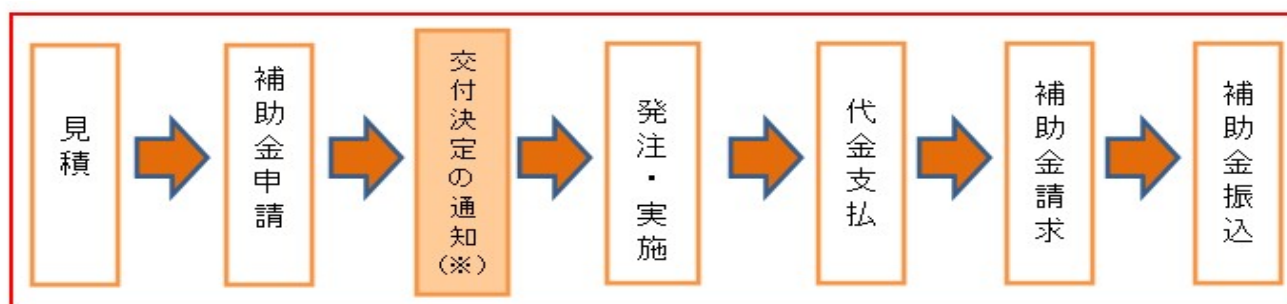 見積
補助金申請
交付決定の通知
(※)
発注・実施
代金支払
補助金請求
補助金振込